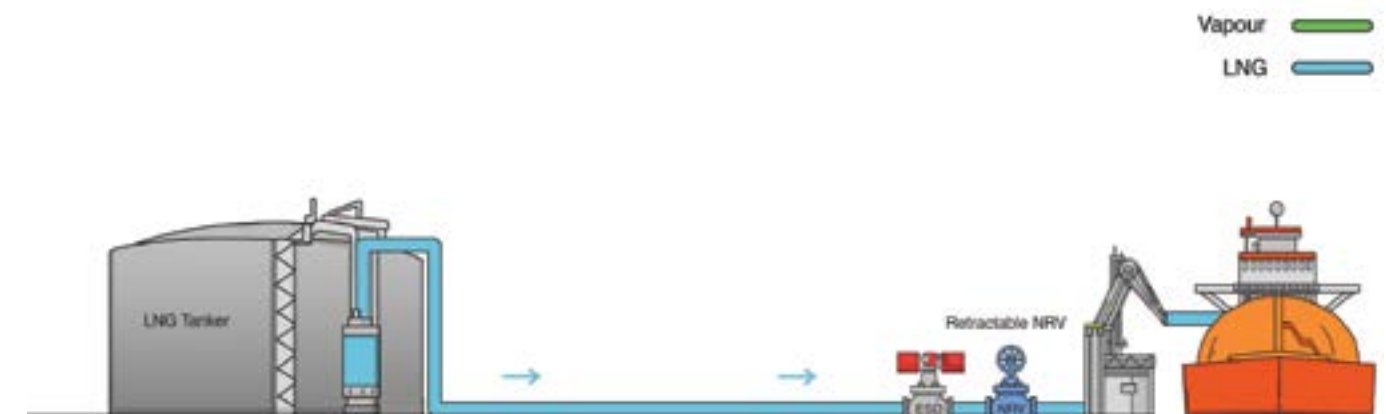 Vapour
LNG
LNG Tanker
Retractable NRV
ESD
NRV